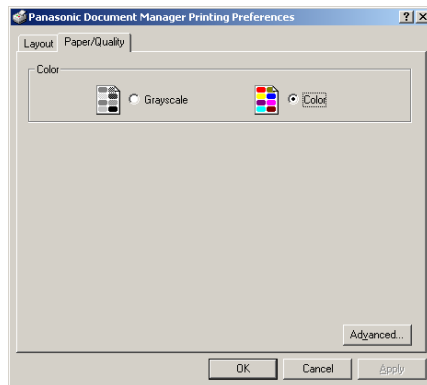 Panasonic Document Manager Printing Preferences
Layout Paper/Quality
Color
Grayscale Color
Advanced...
OK Cancel Apply